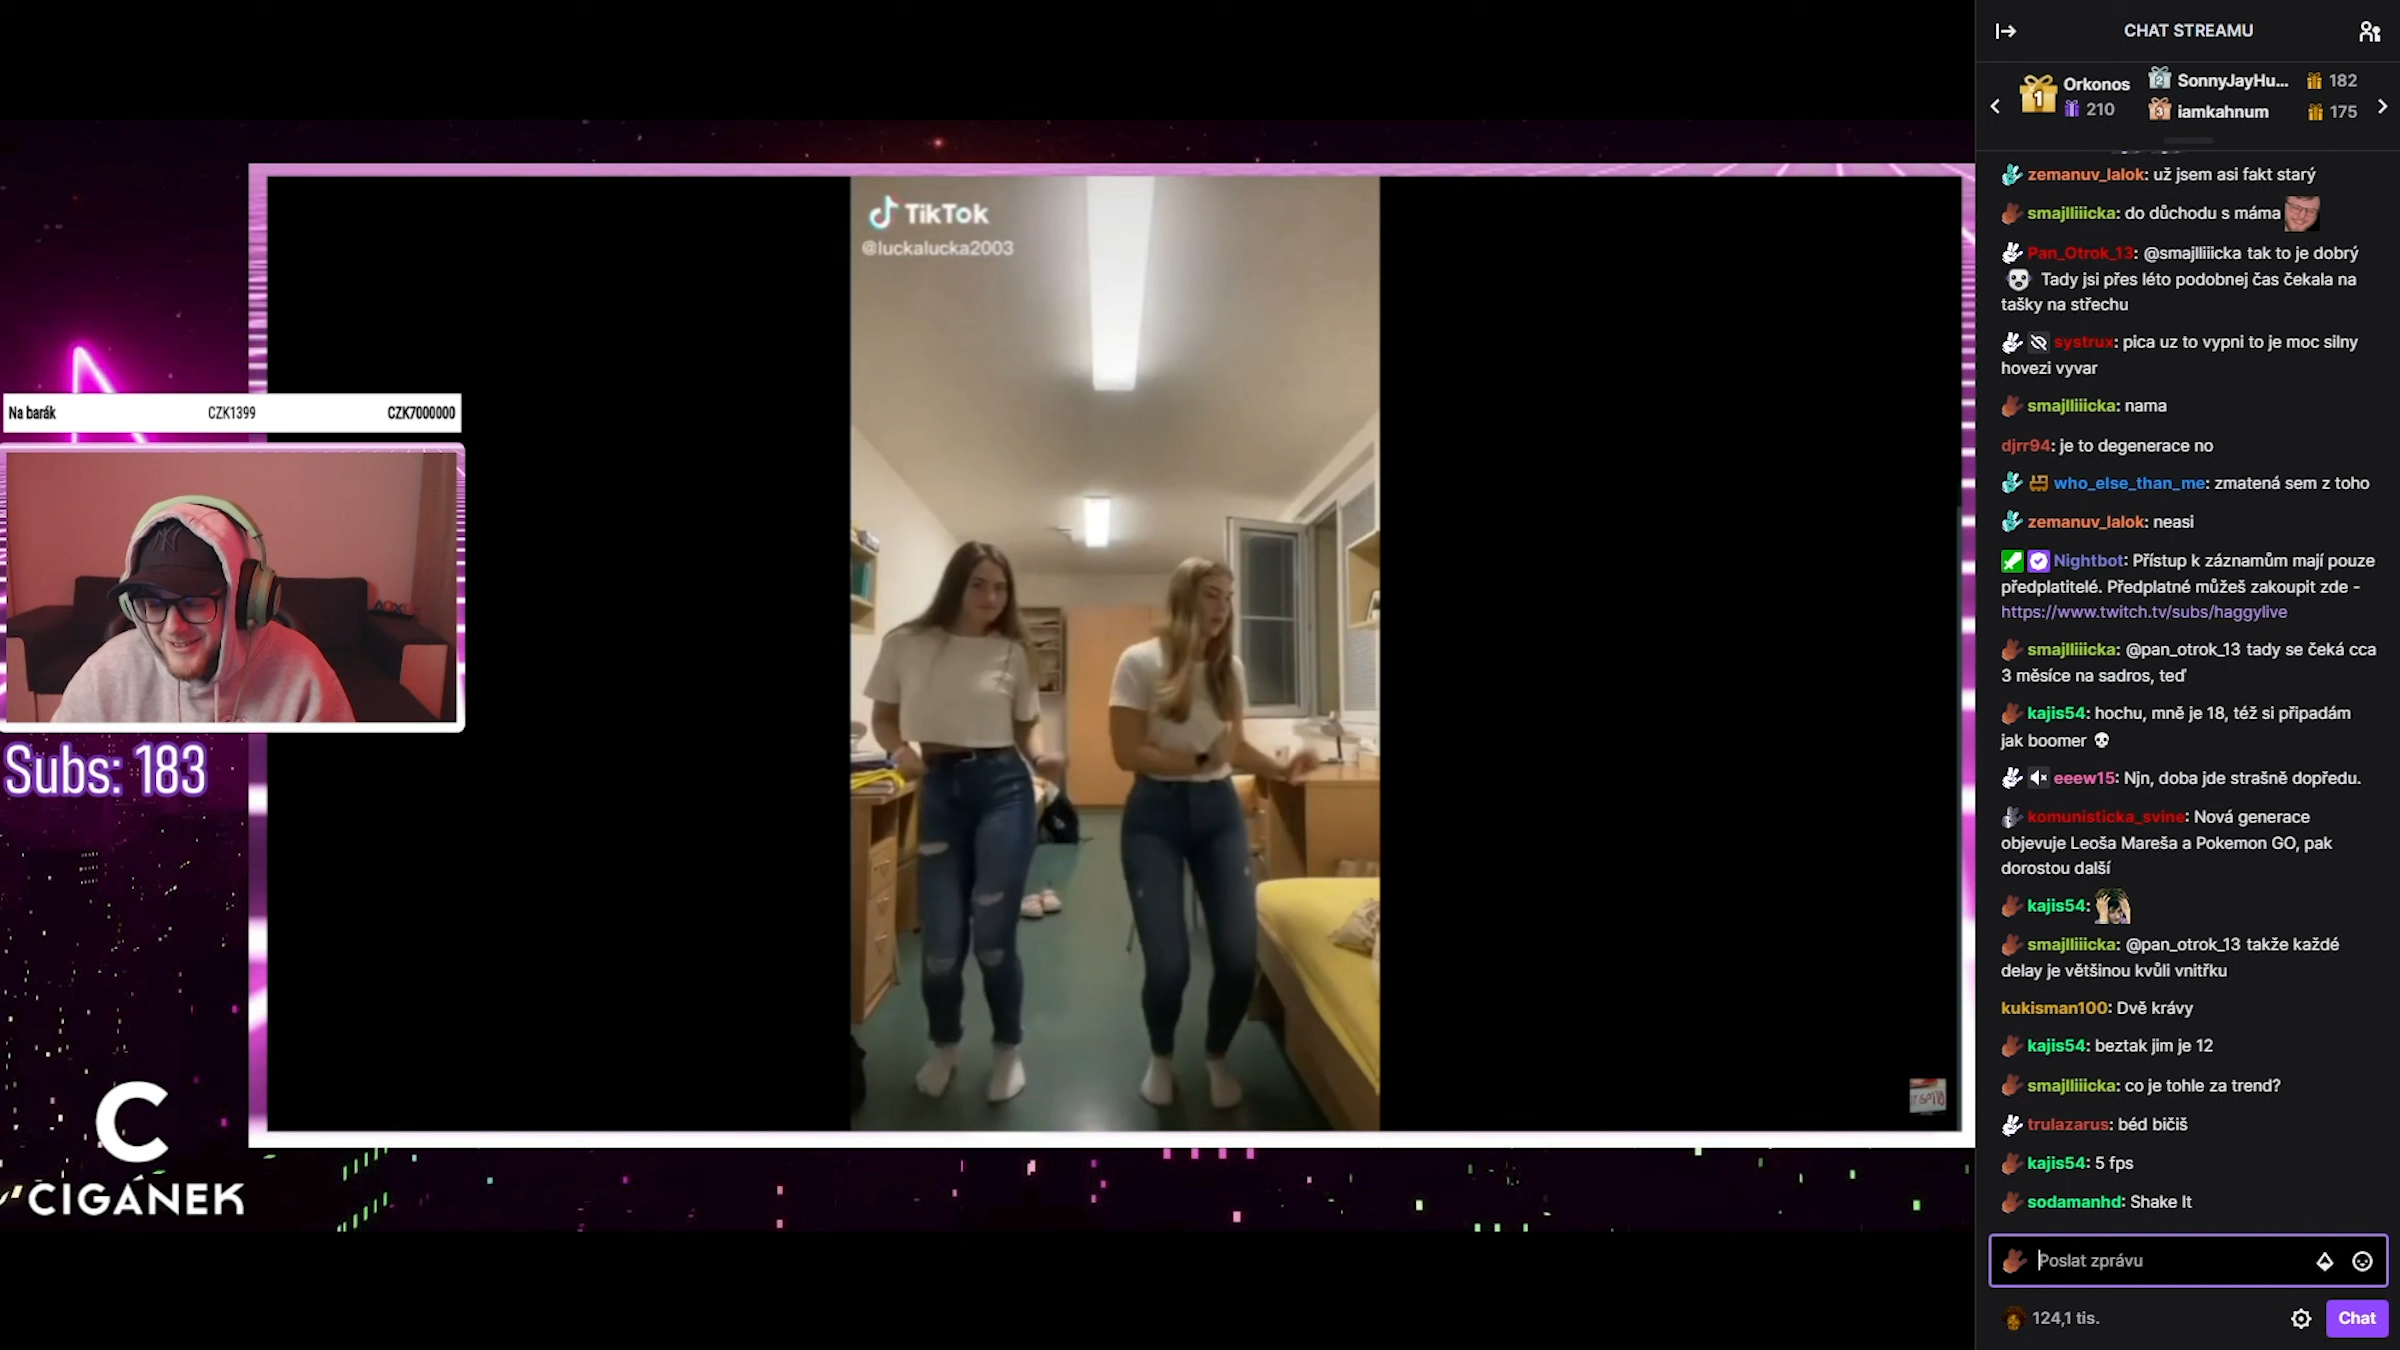 TikTok
@luckalucka2003
Na barák CZK1399 CZK7000000
Subs: 183
C
CIGÁNEK
CHAT STREAMU
Orkonos
210
SonnyJayHu... 182
iamkahnum 175
zemanuv_lalok: už jsem asi fakt starý
smajlliiicka: do důchodu s máma
Pan_Otrok_13: @smajlliiicka tak to je dobrý
Tady jsi přes léto podobnej čas čekala na
tašky na střechu
systrux: pica uz to vypni to je moc silny
hovezi vyvar
smajlliiicka: nama
djrr94: je to degenerace no
who_else_than_me: zmatená sem z toho
zemanuv_lalok: neasi
Nightbot: Přístup k záznamům mají pouze
předplatitelé. Předplatné můžeš zakoupit zde -
https://www.twitch.tv/subs/haggylive
smajlliiicka: @pan_otrok_13 tady se čeká cca
3 měsíce na sadros, teď
kajis54: hochu, mně je 18, též si připadám
jak boomer
eeew15: Njn, doba jde strašně dopředu.
komunisticka_svine: Nová generace
objevuje Leoša Mareša a Pokemon GO, pak
dorostou další
kajis54:
smajlliiicka: @pan_otrok_13 takže každé
delay je většinou kvůli vnitřku
kukisman100: Dvě krávy
kajis54: beztak jim je 12
smajlliiicka: co je tohle za trend?
trulazarus: béd bičiš
kajis54: 5 fps
sodamanhd: Shake It
Poslat zprávu
124,1 tis.
Chat